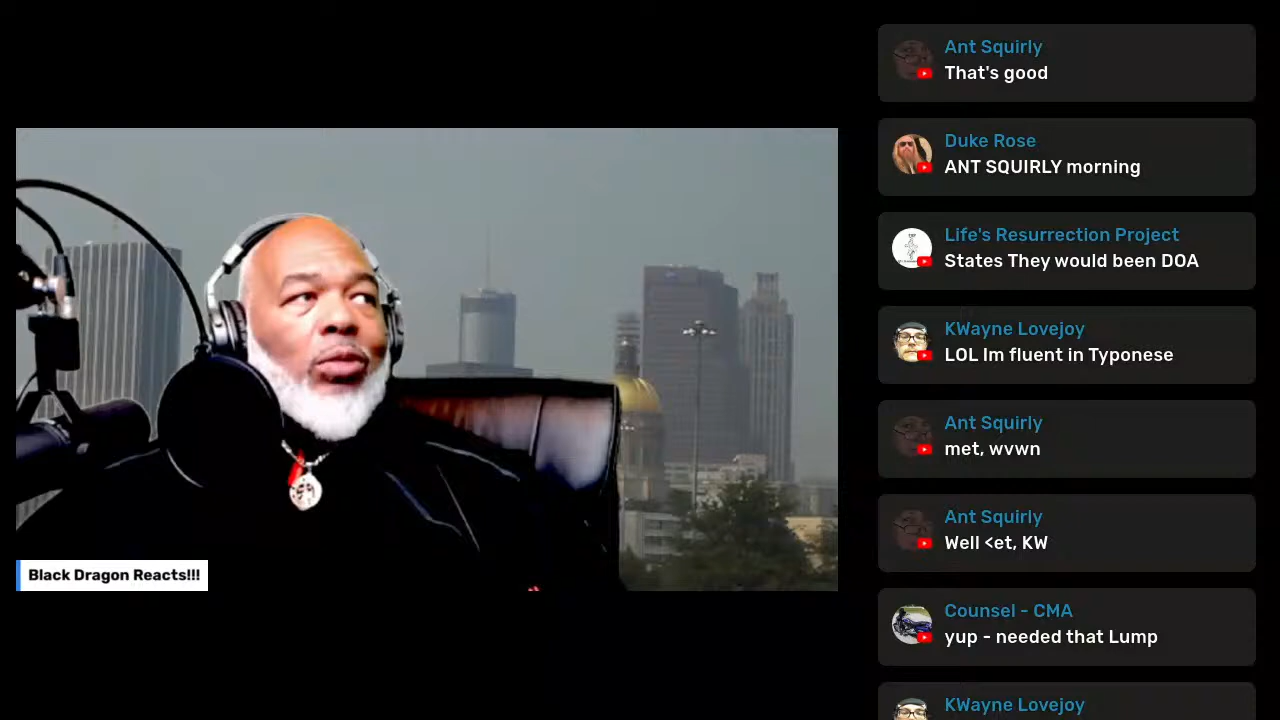 Ant Squirly
That's good
Duke Rose
ANT SQUIRLY morning
Life's Resurrection Project
States They would been DOA
KWayne Lovejoy
LOL Im fluent in Typonese
Ant Squirly
met, wvwn
Ant Squirly
Well <et, KW
Counsel - CMA
yup - needed that Lump
KWayne Lovejoy
Black Dragon Reacts!!!